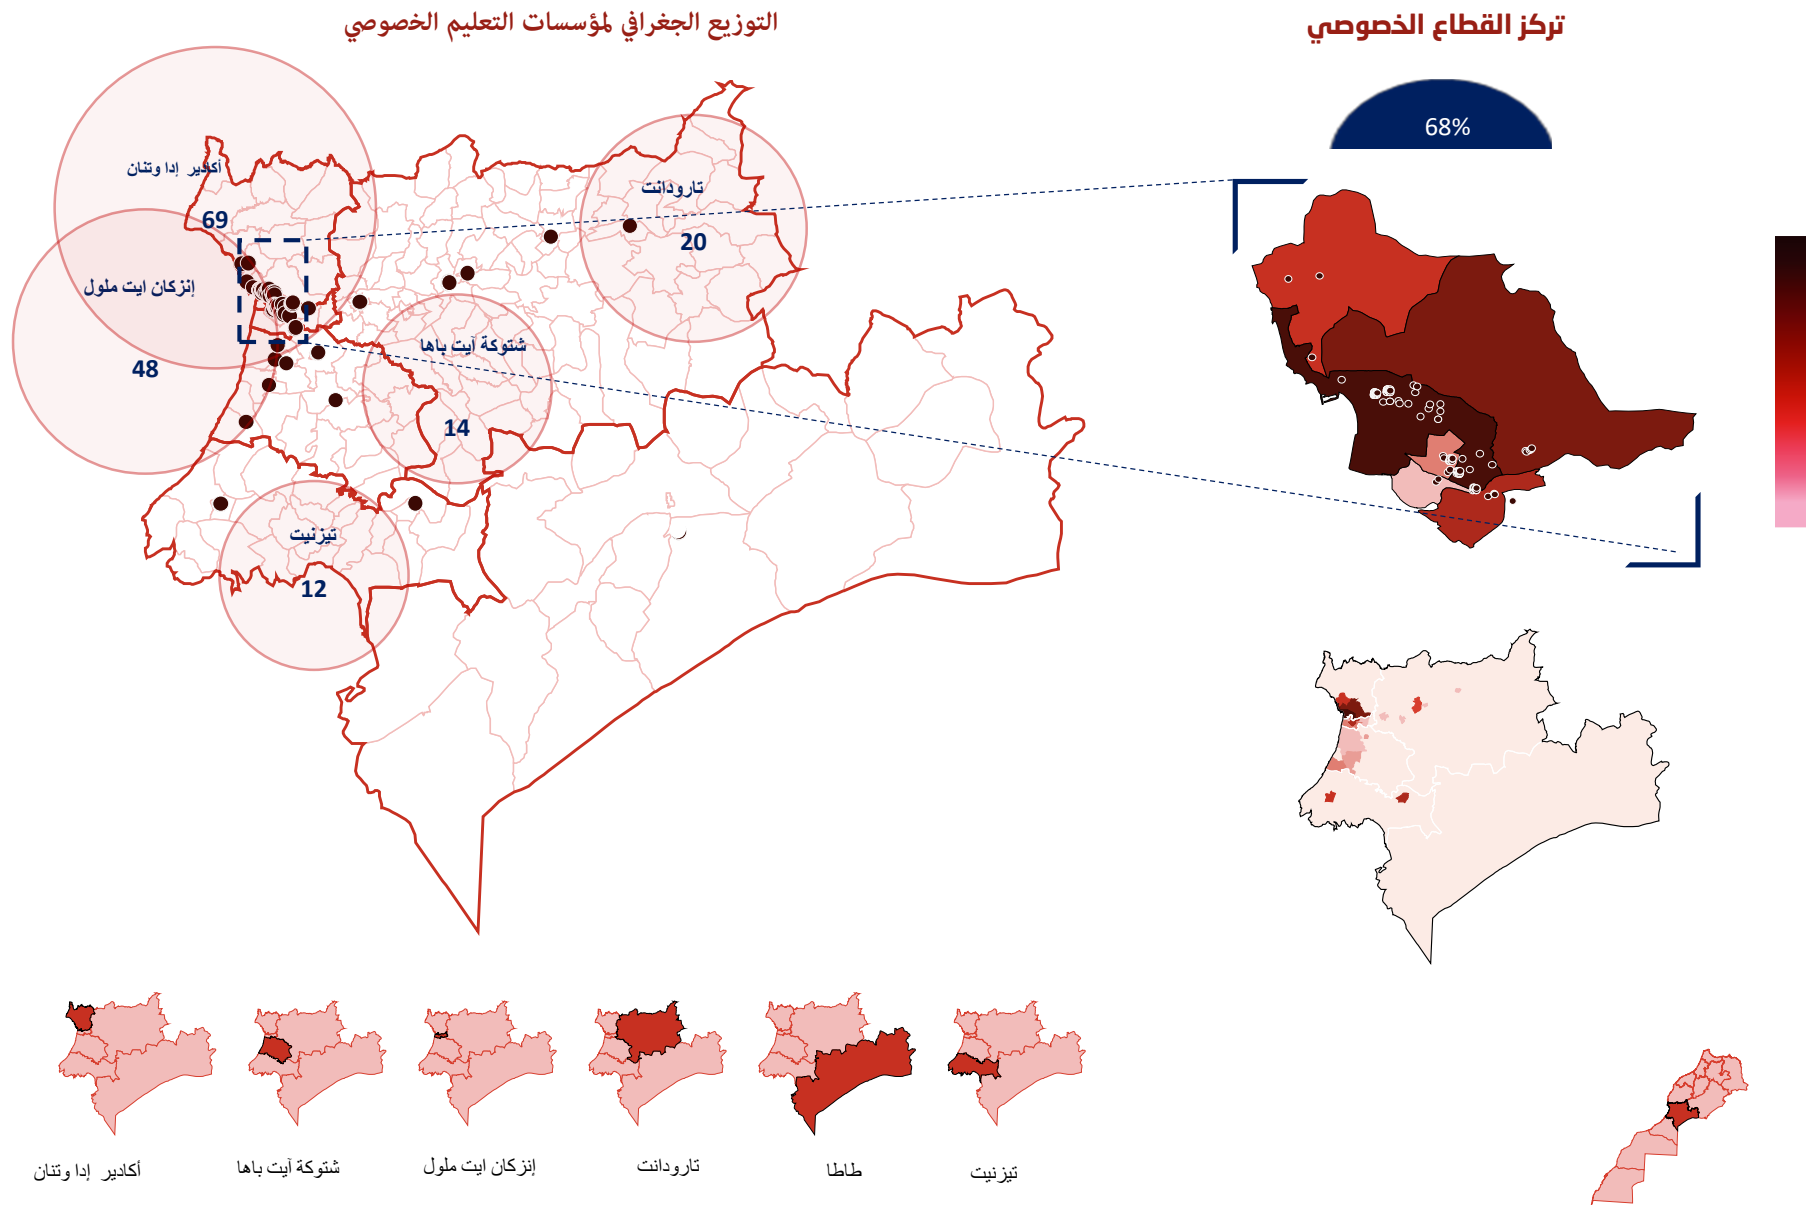 تركز القطاع الخصوصي
التوزيع الجغرافي لمؤسسات التعليم الخصوصي
68%
أكادير إدا وتنان
69
تارودانت
20
إنزكان ايت ملول
48
شتوكة آيت باها
14
تيزنيت
12
أكادير إدا وتنان
شتوكة آيت باها
إنزكان ايت ملول
تارودانت
طاطا
تيزنيت